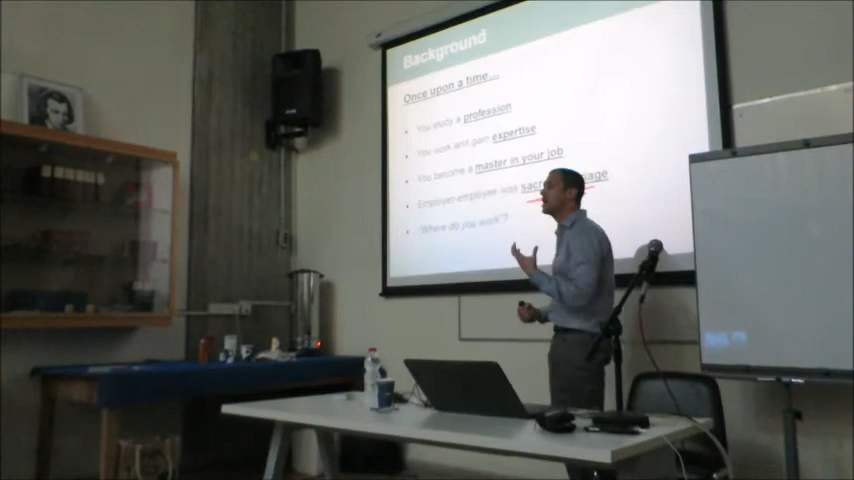 Background
Once upon a time...
• You study a profession
• You work and gain expertise
• You become a master in your job
• Employer-employee was
• "Where do you work"?